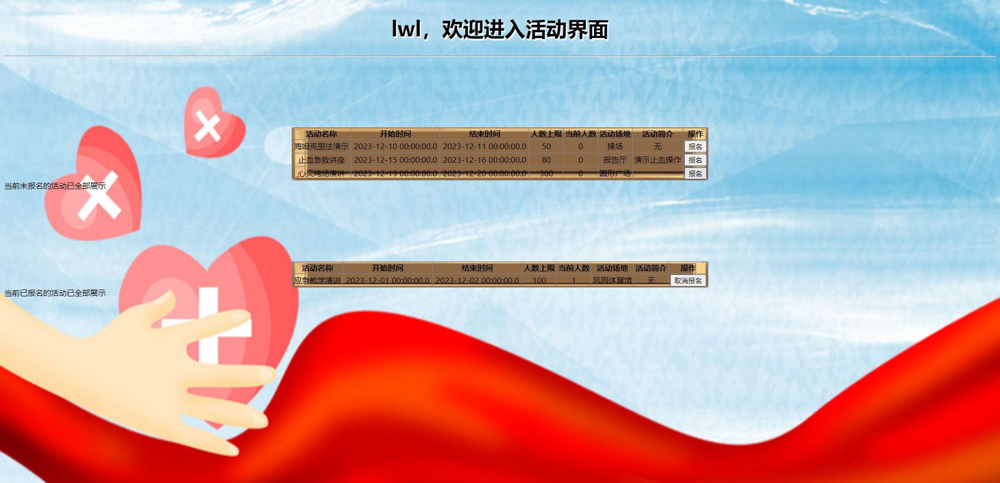 lwl，欢迎进入活动界面
活动名称 开始时间 结束时间 人数上限 当前人数 活动场地 活动简介 操作
海姆克里法演示 2023-12-10 00:00:00.0 2023-12-11 00:00:00.0 50 0 操场 无 报名
止血急救讲座 2023-12-15 00:00:00.0 2023-12-16 00:00:00.0 80 0 报告厅 演示止血操作 报名
心灵鸡汤演讲 2023-12-19 00:00:00.0 2023-12-20 00:00:00.0 300 0 圆形广场 报名
当前未报名的活动已全部展示
活动名称 开始时间 结束时间 人数上限 当前人数 活动场地 活动简介 操作
应急教学演讲 2023-12-01 00:00:00.0 2023-12-02 00:00:00.0 100 1 风雨体育馆 无 取消报名
当前已报名的活动已全部展示